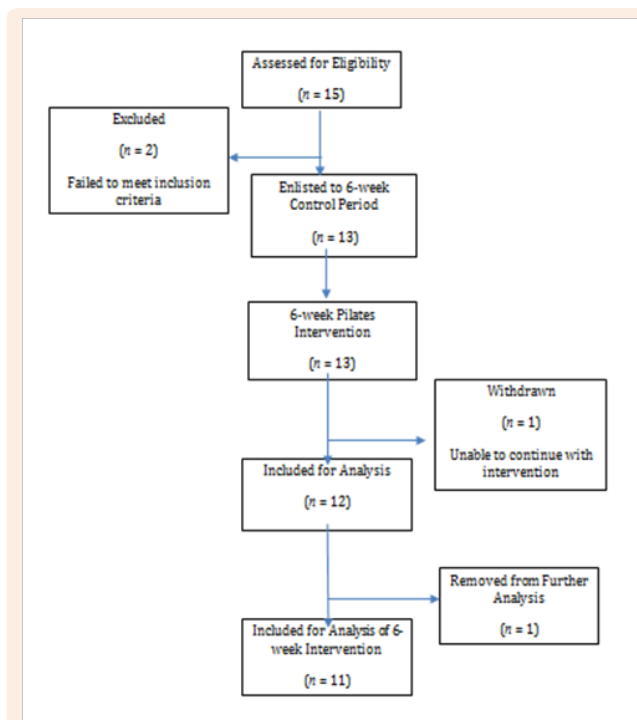 Assessed for Eligibility
(n = 15)
Excluded
(n = 2)
Failed to meet inclusion
criteria
Enlisted to 6-week
Control Period
(n = 13)
6-week Pilates
Intervention
(n = 13)
Withdrawn
(n = 1)
Unable to continue with
intervention
Included for Analysis
(n = 12)
Removed from Further
Analysis
(n = 1)
Included for Analysis of 6-
week Intervention
(n = 11)